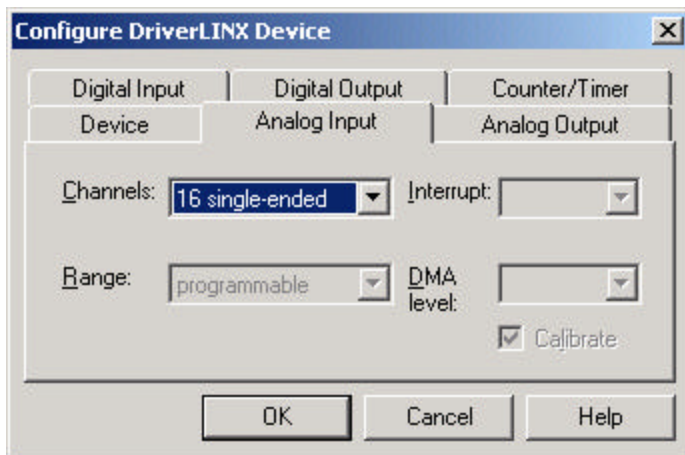 Configure DriverLINX Device
Digital Input
Digital Output
Counter/Timer
Device
Analog Input
Analog Output
Channels:
16 single-ended
Interrupt:
Range:
programmable
DMA
level:
Calibrate
OK
Cancel
Help